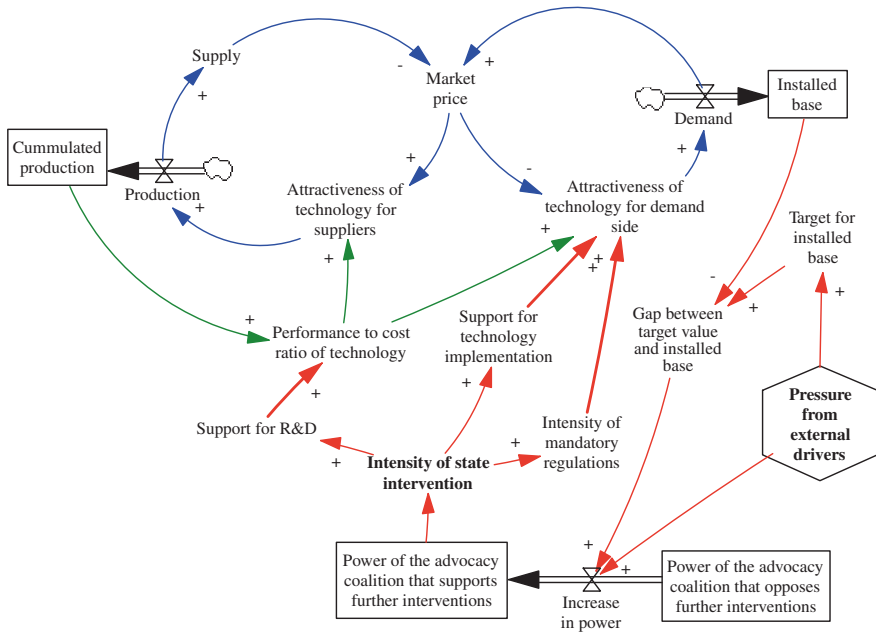 Supply
+
-
Market
price
+
+
Demand
Installed
base
Cummulated
production
Production
+
+
Attractiveness of
technology for
suppliers
+
-
Attractiveness of
technology for demand
side
+
+
+
+
Target for
installed
base
-
+
+
+
Performance to cost
ratio of technology
+
Support for
technology
implementation
+
Gap between
target value
and installed
base
Pressure
from
external
drivers
Support for R&D
+
Intensity of state
intervention
+
Intensity of
mandatory
regulations
Power of the advocacy
coalition that supports
further interventions
+
+
Increase
in power
Power of the advocacy
coalition that opposes
further interventions